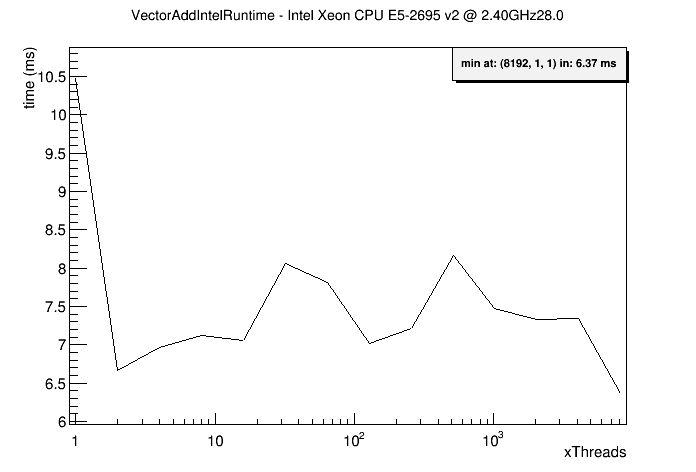 VectorAddIntelRuntime - Intel Xeon CPU E5-2695 v2 @ 2.40GHz28.0
min at: (8192, 1, 1) in: 6.37 ms
time (ms)
10.5
10
9.5
9
8.5
8
7.5
7
6.5
6
1 10 10² 10³
xThreads